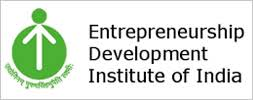 Entrepreneurship
Development
Institute of India